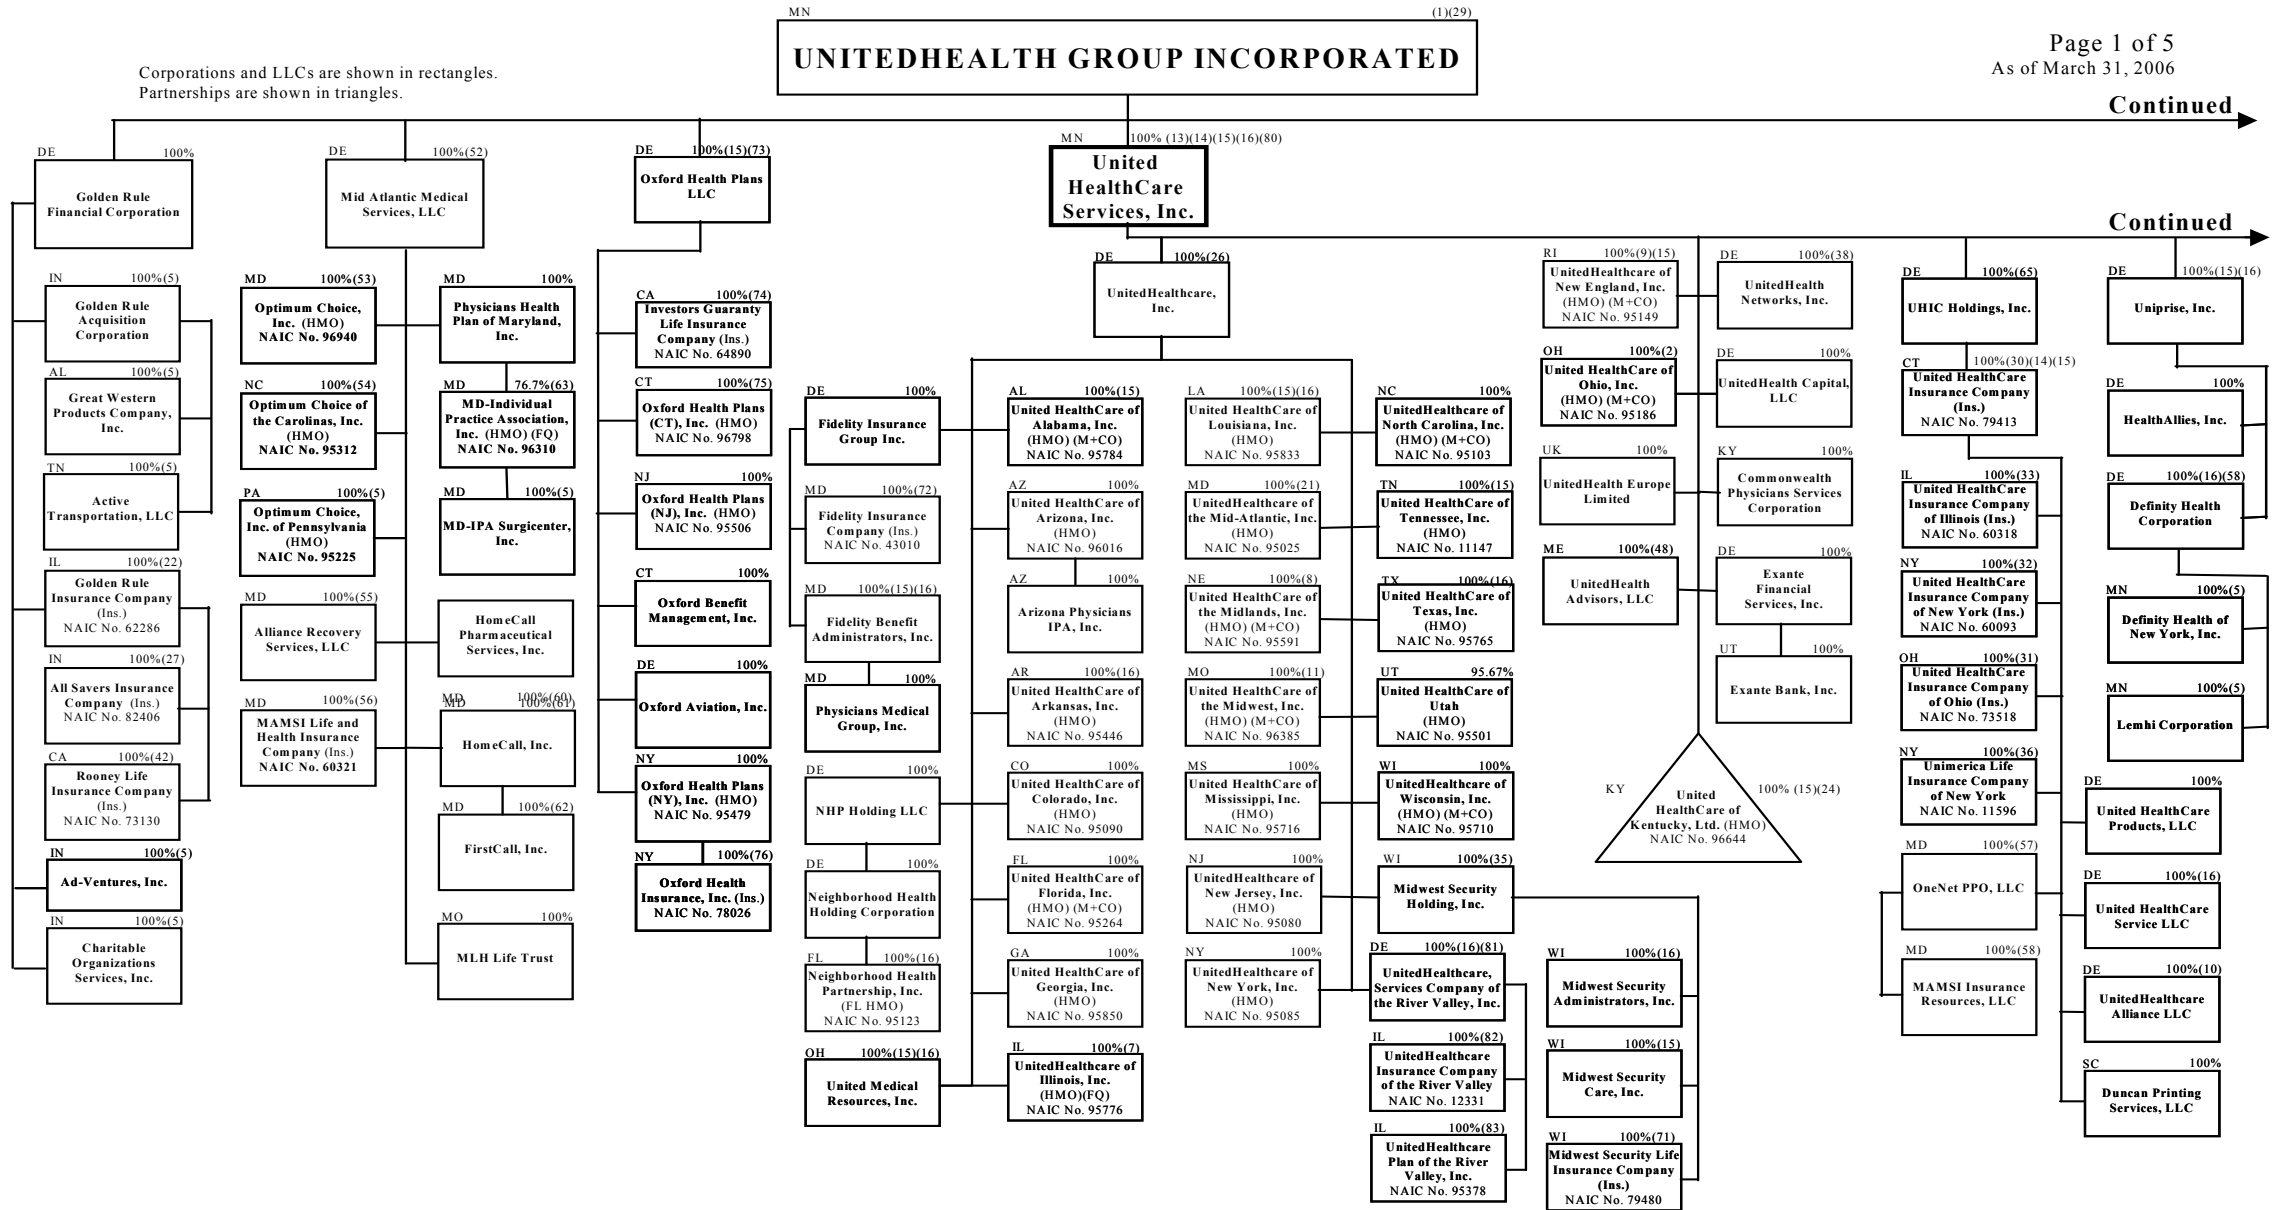 MN (1)(29)
UNITEDHEALTH GROUP INCORPORATED
Page 1 of 5
As of March 31, 2006
Corporations and LLCs are shown in rectangles.
Partnerships are shown in triangles.
Continued
DE 100%
Golden Rule
Financial Corporation
IN 100%(5)
Golden Rule
Acquisition
Corporation
AL 100%(5)
Great Western
Products Company,
Inc.
TN 100%(5)
Active
Transportation, LLC
IL 100%(22)
Golden Rule
Insurance Company
(Ins.)
NAIC No. 62286
IN 100%(27)
All Savers Insurance
Company (Ins.)
NAIC No. 82406
CA 100%(42)
Rooney Life
Insurance Company
(Ins.)
NAIC No. 73130
IN 100%(5)
Ad-Ventures, Inc.
IN 100%(5)
Charitable
Organizations
Services, Inc.
DE 100%(52)
Mid Atlantic Medical
Services, LLC
MD 100%(53)
Optimum Choice,
Inc. (HMO)
NAIC No. 96940
NC 100%(54)
Optimum Choice of
the Carolinas, Inc.
(HMO)
NAIC No. 95312
PA 100%(5)
Optimum Choice,
Inc. of Pennsylvania
(HMO)
NAIC No. 95225
MD 100%(55)
Alliance Recovery
Services, LLC
MD 100%(56)
MAMSI Life and
Health Insurance
Company (Ins.)
NAIC No. 60321
MD 100%
Physicians Health
Plan of Maryland,
Inc.
MD 76.7%(63)
MD-Individual
Practice Association,
Inc. (HMO) (FQ)
NAIC No. 96310
MD 100%(5)
MD-IPA Surgicenter,
Inc.
HomeCall
Pharmaceutical
Services, Inc.
MD 100%(60)
MD 100%(61)
HomeCall, Inc.
MD 100%(62)
FirstCall, Inc.
MO 100%
MLH Life Trust
DE 100%(15)(73)
Oxford Health Plans
LLC
CA 100%(74)
Investors Guaranty
Life Insurance
Company (Ins.)
NAIC No. 64890
CT 100%(75)
Oxford Health Plans
(CT), Inc. (HMO)
NAIC No. 96798
NJ 100%
Oxford Health Plans
(NJ), Inc. (HMO)
NAIC No. 95506
CT 100%
Oxford Benefit
Management, Inc.
DE 100%
Oxford Aviation, Inc.
NY 100%
Oxford Health Plans
(NY), Inc. (HMO)
NAIC No. 95479
NY 100%(76)
Oxford Health
Insurance, Inc. (Ins.)
NAIC No. 78026
MN 100% (13)(14)(15)(16)(80)
United
HealthCare
Services, Inc.
Continued
DE 100%(26)
UnitedHealthcare,
Inc.
DE 100%
Fidelity Insurance
Group Inc.
MD 100%(72)
Fidelity Insurance
Company (Ins.)
NAIC No. 43010
MD 100%(15)(16)
Fidelity Benefit
Administrators, Inc.
MD 100%
Physicians Medical
Group, Inc.
DE 100%
NHP Holding LLC
DE 100%
Neighborhood Health
Holding Corporation
FL 100%(16)
Neighborhood Health
Partnership, Inc.
(FL HMO)
NAIC No. 95123
OH 100%(15)(16)
United Medical
Resources, Inc.
AL 100%(15)
United HealthCare of
Alabama, Inc.
(HMO) (M+CO)
NAIC No. 95784
AZ 100%
United HealthCare of
Arizona, Inc.
(HMO)
NAIC No. 96016
AZ 100%
Arizona Physicians
IPA, Inc.
AR 100%(16)
United HealthCare of
Arkansas, Inc.
(HMO)
NAIC No. 95446
CO 100%
United HealthCare of
Colorado, Inc.
(HMO)
NAIC No. 95090
FL 100%
United HealthCare of
Florida, Inc.
(HMO) (M+CO)
NAIC No. 95264
GA 100%
United HealthCare of
Georgia, Inc.
(HMO)
NAIC No. 95850
IL 100%(7)
UnitedHealthcare of
Illinois, Inc.
(HMO)(FQ)
NAIC No. 95776
LA 100%(15)(16)
United HealthCare of
Louisiana, Inc.
(HMO)
NAIC No. 95833
MD 100%(21)
UnitedHealthcare of
the Mid-Atlantic, Inc.
(HMO)
NAIC No. 95025
NE 100%(8)
United HealthCare of
the Midlands, Inc.
(HMO) (M+CO)
NAIC No. 95591
MO 100%(11)
United HealthCare of
the Midwest, Inc.
(HMO) (M+CO)
NAIC No. 96385
MS 100%
United HealthCare of
Mississippi, Inc.
(HMO)
NAIC No. 95716
NJ 100%
United HealthCare of
New Jersey, Inc.
(HMO)
NAIC No. 95080
NY 100%
UnitedHealthcare of
New York, Inc.
(HMO)
NAIC No. 95085
NC 100%
UnitedHealthcare of
North Carolina, Inc.
(HMO) (M+CO)
NAIC No. 95103
TN 100%(15)
United HealthCare of
Tennessee, Inc.
(HMO)
NAIC No. 11147
TX 100%(16)
United HealthCare of
Texas, Inc.
(HMO)
NAIC No. 95765
UT 95.67%
United HealthCare of
Utah
(HMO)
NAIC No. 95501
WI 100%
UnitedHealthcare of
Wisconsin, Inc.
(HMO) (M+CO)
NAIC No. 95710
WI 100%(35)
Midwest Security
Holding, Inc.
DE 100%(16)(81)
UnitedHealthcare,
Services Company of
the River Valley, Inc.
IL 100%(82)
UnitedHealthcare
Insurance Company
of the River Valley
NAIC No. 12331
IL 100%(83)
UnitedHealthcare
Plan of the River
Valley, Inc.
NAIC No. 95378
WI 100%(16)
Midwest Security
Administrators, Inc.
WI 100%(15)
Midwest Security
Care, Inc.
WI 100%(71)
Midwest Security Life
Insurance Company
(Ins.)
NAIC No. 79480
RI 100%(9)(15)
UnitedHealthcare of
New England, Inc.
(HMO) (M+CO)
NAIC No. 95149
OH 100%(2)
United HealthCare of
Ohio, Inc.
(HMO) (M+CO)
NAIC No. 95186
UK 100%
UnitedHealth Europe
Limited
ME 100%(48)
UnitedHealth
Advisors, LLC
DE 100%(38)
UnitedHealth
Networks, Inc.
DE 100%
UnitedHealth Capital,
LLC
KY 100%
Commonwealth
Physicians Services
Corporation
DE 100%
Exante
Financial
Services, Inc.
UT 100%
Exante Bank, Inc.
KY 100% (15)(24)
United
HealthCare of
Kentucky, Ltd. (HMO)
NAIC No. 96644
DE 100%(65)
UHIC Holdings, Inc.
CT 100%(30)(14)(15)
United HealthCare
Insurance Company
(Ins.)
NAIC No. 79413
IL 100%(33)
United HealthCare
Insurance Company
of Illinois (Ins.)
NAIC No. 60318
NY 100%(32)
United HealthCare
Insurance Company
of New York (Ins.)
NAIC No. 60093
OH 100%(31)
United HealthCare
Insurance Company
of Ohio (Ins.)
NAIC No. 73518
NY 100%(36)
Unimerica Life
Insurance Company
of New York
NAIC No. 11596
MD 100%(57)
OneNet PPO, LLC
MD 100%(58)
MAMSI Insurance
Resources, LLC
DE 100%(15)(16)
Uniprise, Inc.
DE 100%
HealthAllies, Inc.
DE 100%(16)(58)
Definity Health
Corporation
MN 100%(5)
Definity Health of
New York, Inc.
MN 100%(5)
Lemhi Corporation
DE 100%
United HealthCare
Products, LLC
DE 100%(16)
United HealthCare
Service LLC
DE 100%(10)
UnitedHealthcare
Alliance LLC
SC 100%
Duncan Printing
Services, LLC